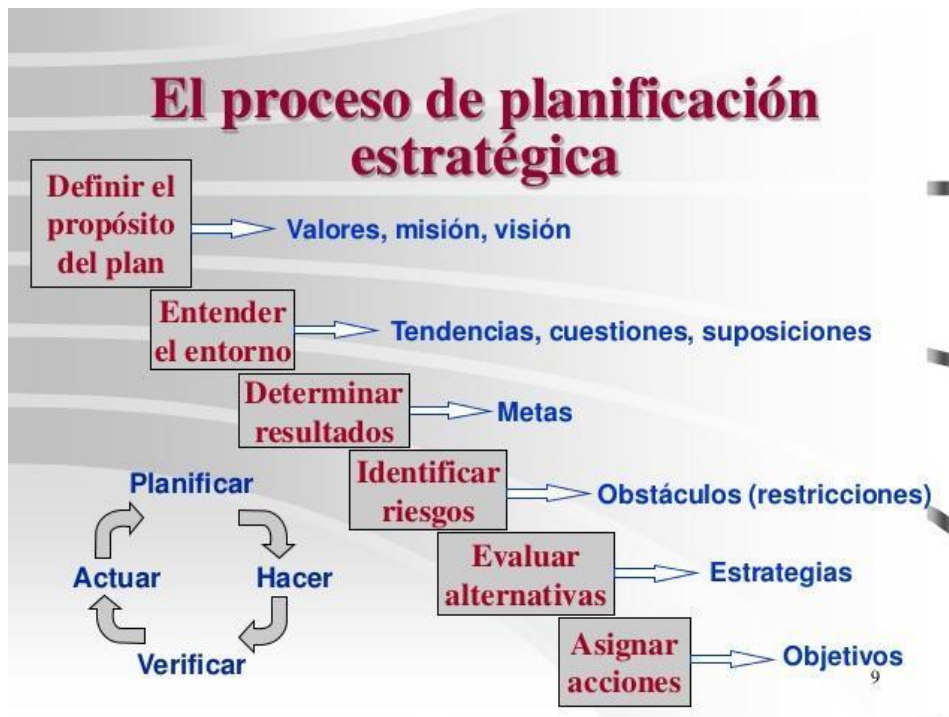 El proceso de planificación
estratégica
Definir el
propósito
del plan
Valores, misión, visión
Entender
el entorno
Tendencias, cuestiones, suposiciones
Determinar
resultados
Metas
Identificar
riesgos
Obstáculos (restricciones)
Evaluar
alternativas
Estrategias
Asignar
acciones
Objetivos
Planificar
Hacer
Verificar
Actuar
9